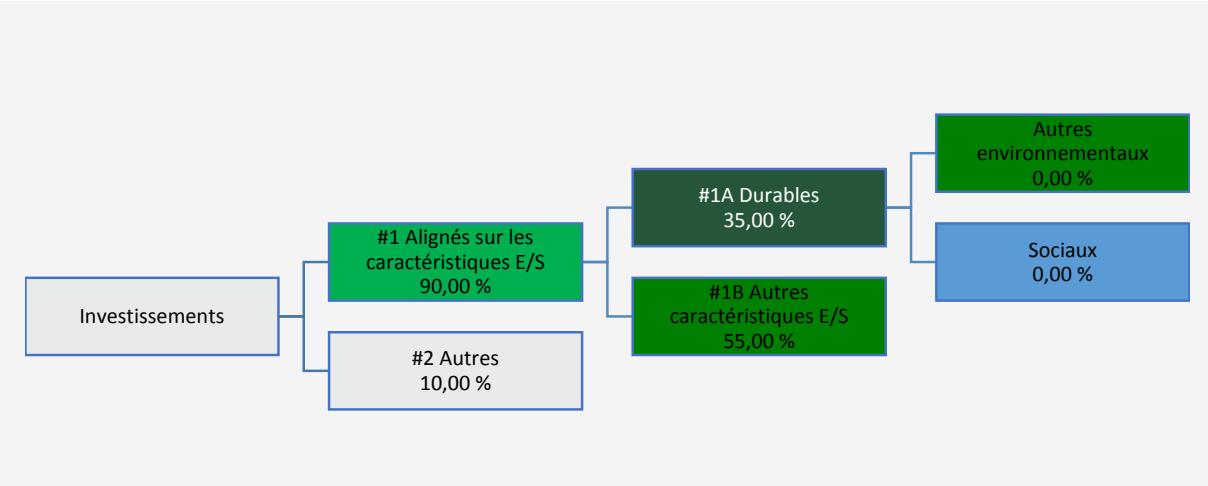 Investissements
#1 Alignés sur les
caractéristiques E/S
90,00 %
#2 Autres
10,00 %
#1A Durables
35,00 %
#1B Autres
caractéristiques E/S
55,00 %
Autres
environnementaux
0,00 %
Sociaux
0,00 %